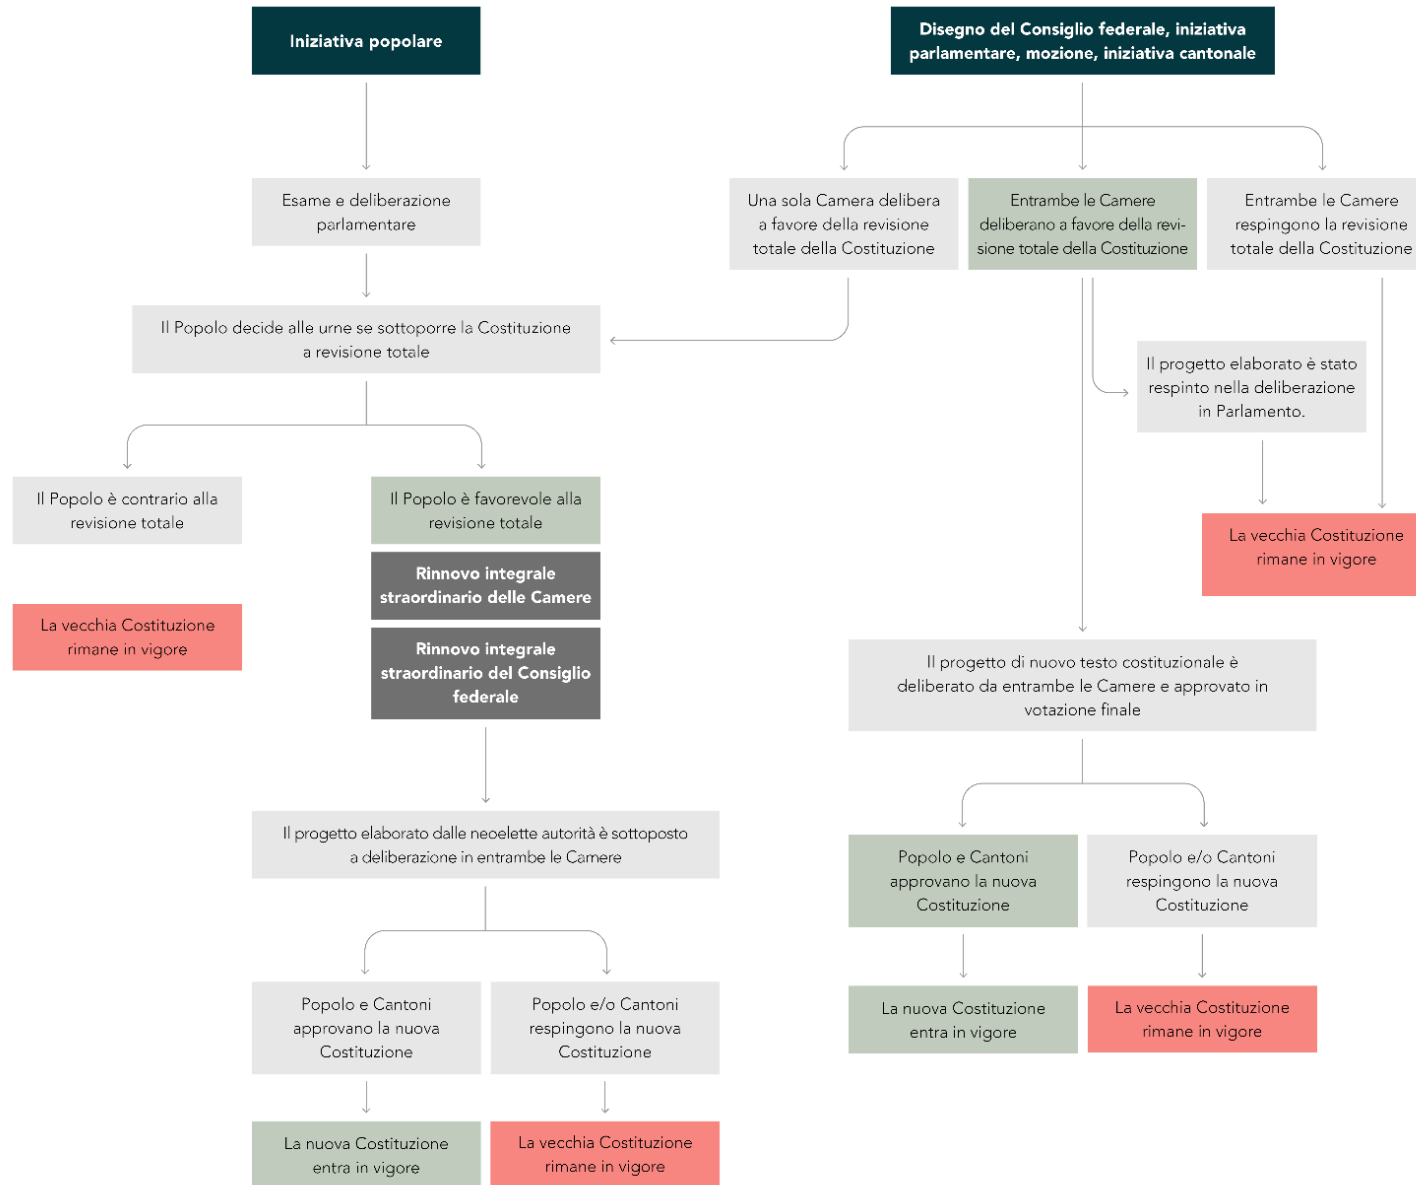 Iniziativa popolare
Disegno del Consiglio federale, iniziativa
parlamentare, mozione, iniziativa cantonale
Esame e deliberazione
parlamentare
Una sola Camera delibera
a favore della revisione
totale della Costituzione
Entrambe le Camere
deliberano a favore della revi-
sione totale della Costituzione
Entrambe le Camere
respingono la revisione
totale della Costituzione
Il Popolo decide alle urne se sottoporre la Costituzione
a revisione totale
Il progetto elaborato è stato
respinto nella deliberazione
in Parlamento.
Il Popolo è contrario alla
revisione totale
Il Popolo è favorevole alla
revisione totale
La vecchia Costituzione
rimane in vigore
Rinnovo integrale
straordinario delle Camere
La vecchia Costituzione
rimane in vigore
Rinnovo integrale
straordinario del Consiglio
federale
Il progetto di nuovo testo costituzionale è
deliberato da entrambe le Camere e approvato in
votazione finale
Il progetto elaborato dalle neoelette autorità è sottoposto
a deliberazione in entrambe le Camere
Popolo e Cantoni
approvano la nuova
Costituzione
Popolo e/o Cantoni
respingono la nuova
Costituzione
Popolo e Cantoni
approvano la nuova
Costituzione
Popolo e/o Cantoni
respingono la nuova
Costituzione
La nuova Costituzione
entra in vigore
La vecchia Costituzione
rimane in vigore
La nuova Costituzione
entra in vigore
La vecchia Costituzione
rimane in vigore